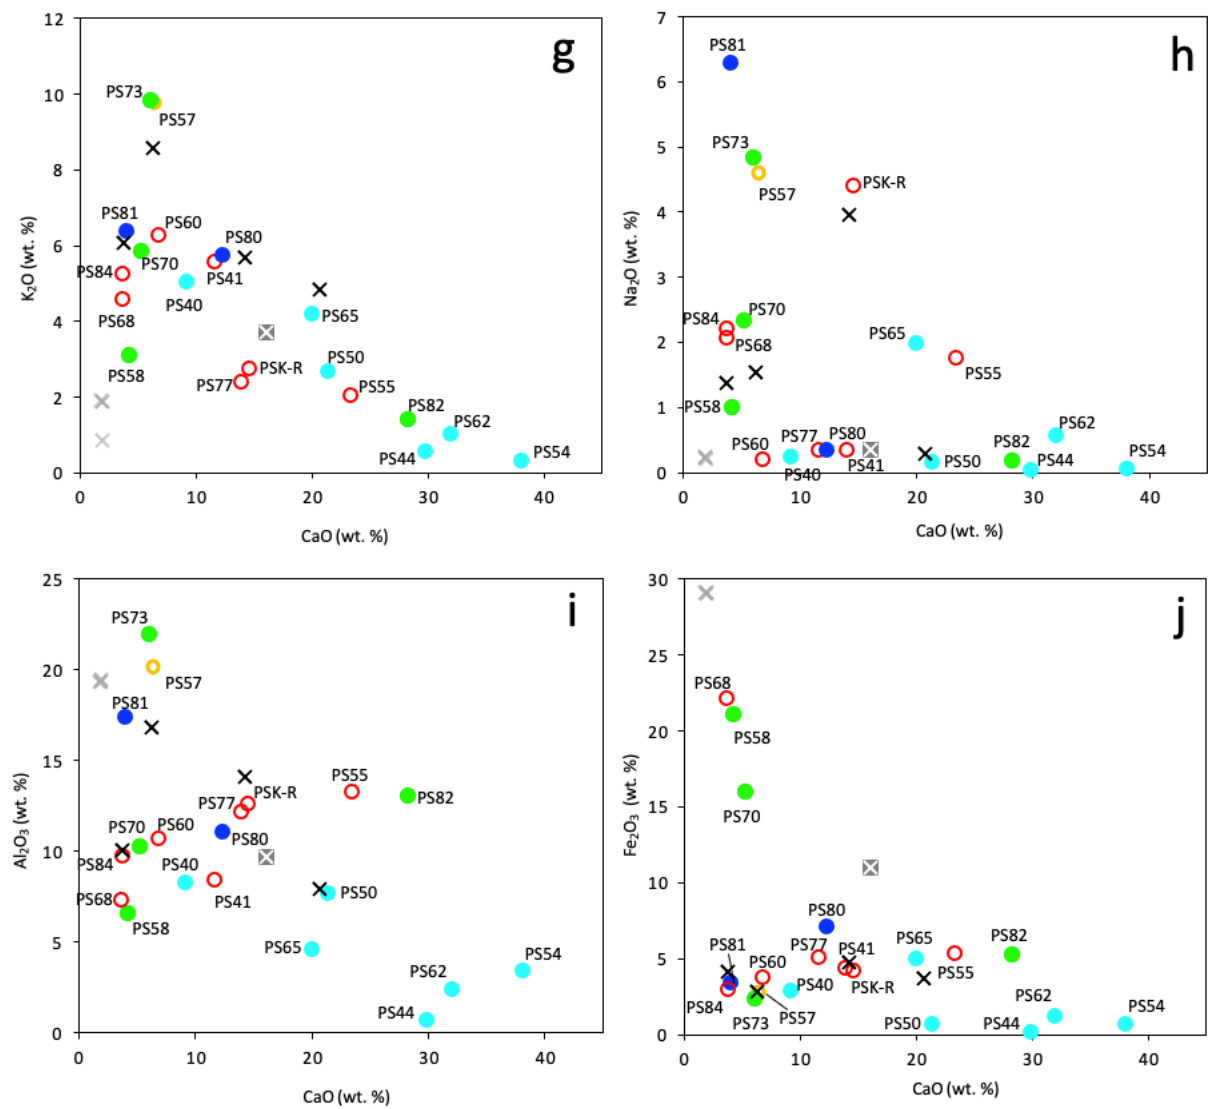 g
12
10
8
6
4
2
0
K₂O (wt. %)
PS73
PS57
PS81
PS60
PS80
PS84
PS70
PS41
PS40
PS68
PS65
PS58
PS77
PSK-R
PS50
PS55
PS82
PS62
PS44
PS54
0 10 20 30 40
CaO (wt. %)
h
7
6
5
4
3
2
1
0
Na₂O (wt. %)
PS81
PS73
PS57
PSK-R
PS84
PS70
PS68
PS65
PS55
PS58
PS60
PS77
PS80
PS40
PS41
PS50
PS82
PS62
PS44
PS54
0 10 20 30 40
CaO (wt. %)
i
25
20
15
10
5
0
Al₂O₃ (wt. %)
PS73
PS57
PS81
PS77
PSK-R
PS55
PS82
PS70
PS60
PS80
PS84
PS40
PS68
PS41
PS50
PS58
PS65
PS54
PS62
PS44
0 10 20 30 40
CaO (wt. %)
j
30
25
20
15
10
5
0
Fe₂O₃ (wt. %)
PS68
PS58
PS70
PS80
PS81
PS77
PS41
PS65
PS82
PS60
PS55
PS84
PS40
PSK-R
PS73
PS57
PS50
PS62
PS44
PS54
0 10 20 30 40
CaO (wt. %)